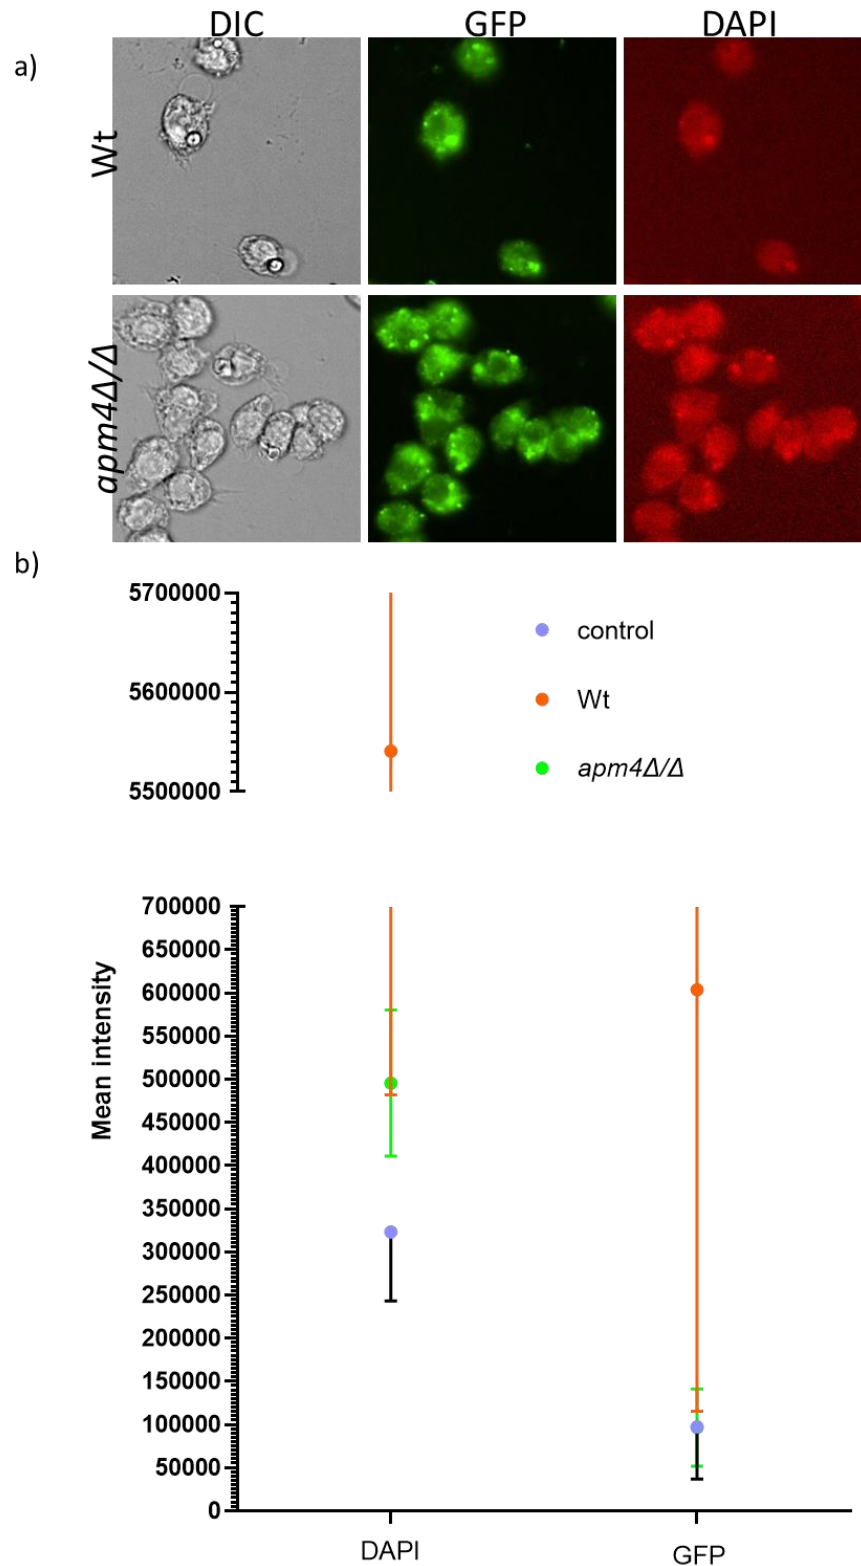 DIC GFP DAPI
a)
Wt
apm4Δ/Δ
b)
5700000
5600000
5500000
control
Wt
apm4Δ/Δ
700000
650000
600000
550000
500000
450000
400000
350000
300000
250000
200000
150000
100000
50000
0
Mean intensity
DAPI GFP